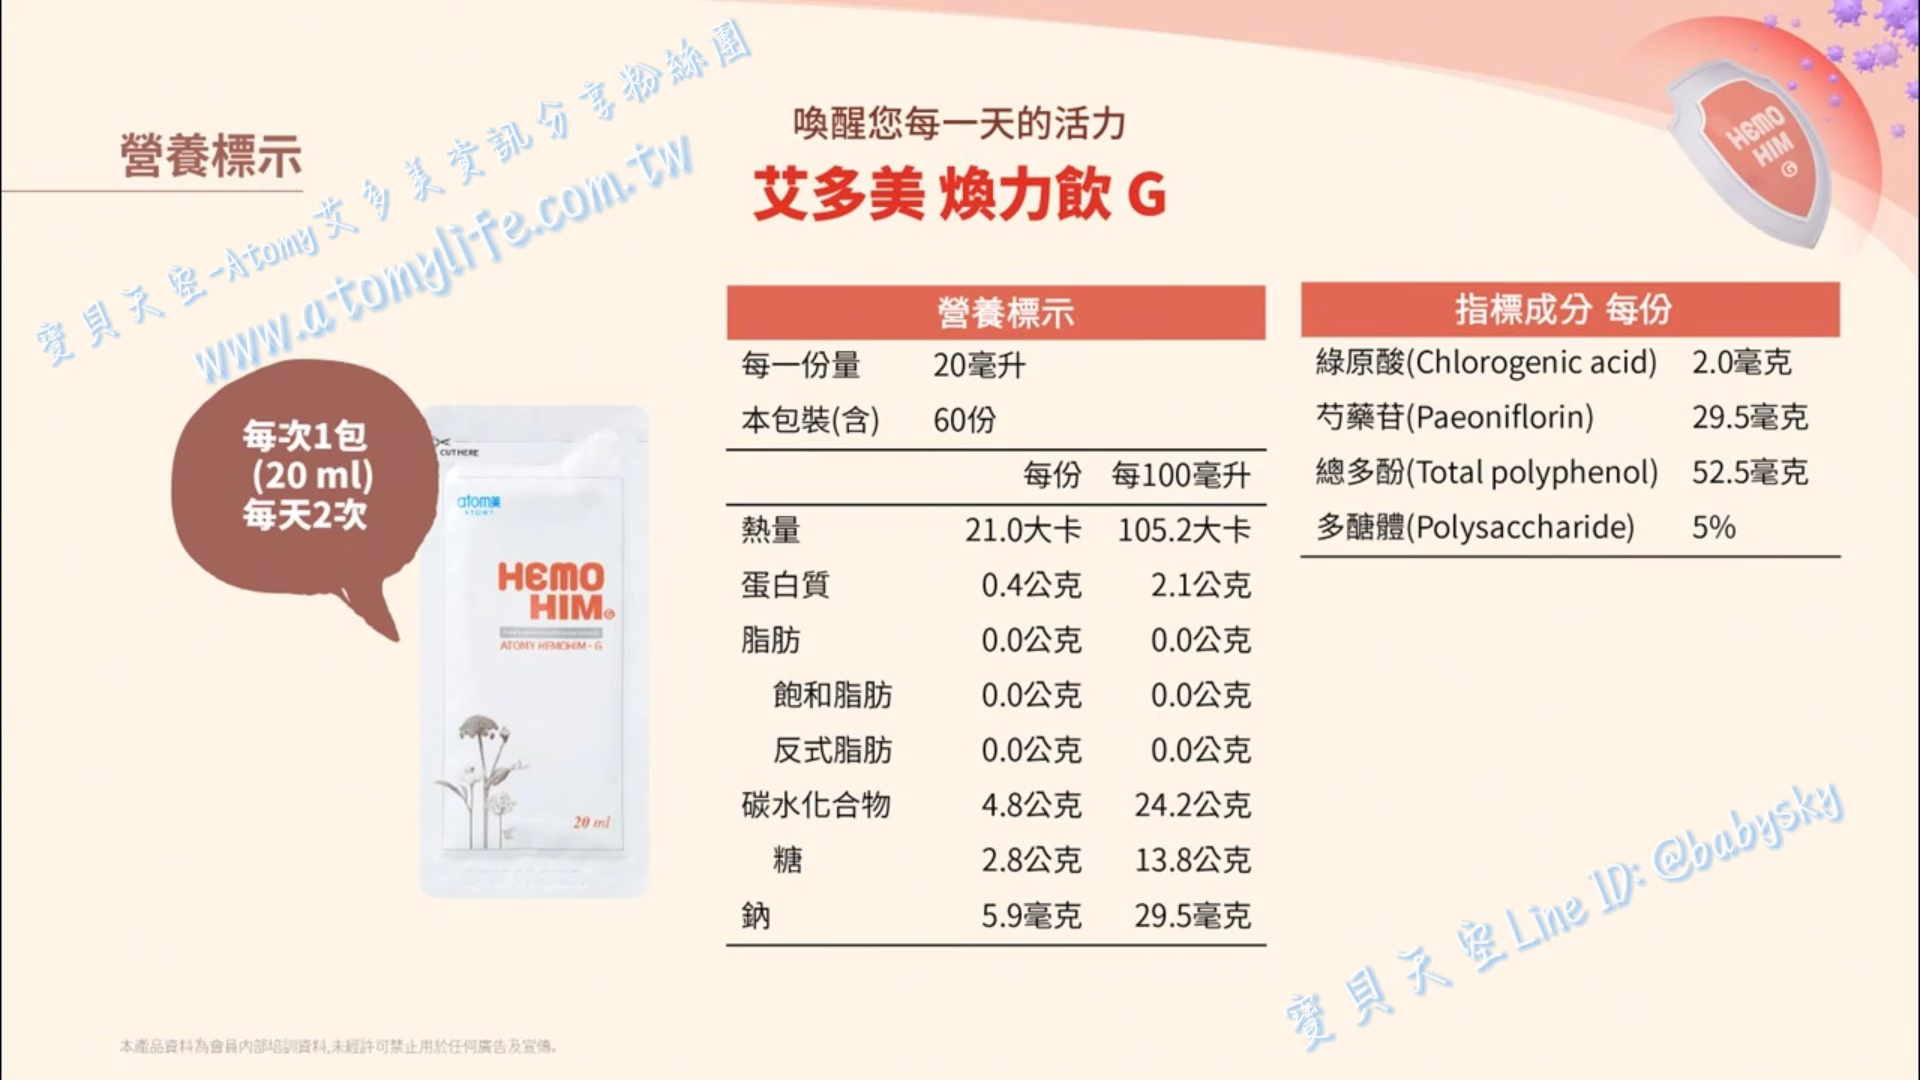 營養標示
喚醒您每一天的活力
艾多美 煥力飲 G
HEMO
HIM
G
寶貝天空-Atomy艾多美資訊分享粉絲團
www.atomylife.com.tw
每次1包
(20 ml)
每天2次
CUT HERE
atom美
ATOMY
HEMO
HIM G
ATOMY HEMOHIM - G
20 ml
營養標示
每一份量 20毫升
本包裝(含) 60份
每份 每100毫升
熱量 21.0大卡 105.2大卡
蛋白質 0.4公克 2.1公克
脂肪 0.0公克 0.0公克
飽和脂肪 0.0公克 0.0公克
反式脂肪 0.0公克 0.0公克
碳水化合物 4.8公克 24.2公克
糖 2.8公克 13.8公克
鈉 5.9毫克 29.5毫克
指標成分 每份
綠原酸(Chlorogenic acid) 2.0毫克
芍藥苷(Paeoniflorin) 29.5毫克
總多酚(Total polyphenol) 52.5毫克
多醣體(Polysaccharide) 5%
寶貝天空Line ID: @babysky
本產品資料為會員內部培訓資料,未經許可禁止用於任何廣告及宣傳。